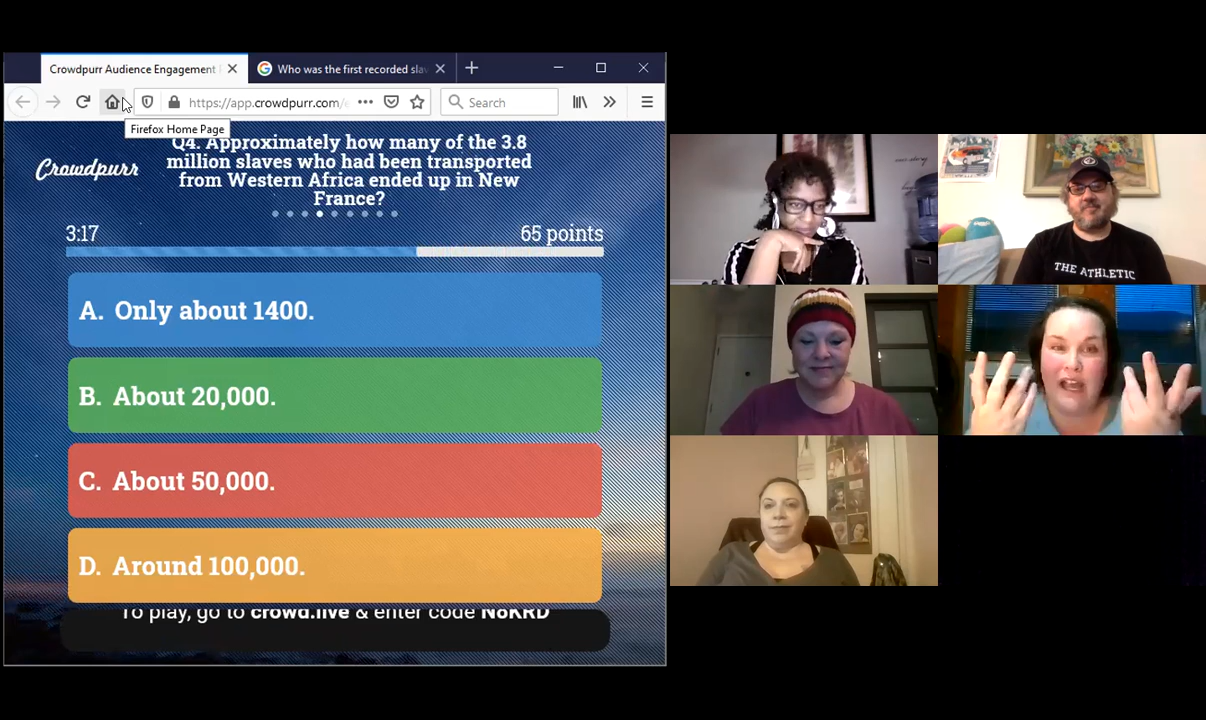 Crowdpurr Audience Engagement
Who was the first recorded slav
https://app.crowdpurr.com/
Search
Firefox Home Page
Crowdpurr
Q4. Approximately how many of the 3.8
million slaves who had been transported
from Western Africa ended up in New
France?
3:17
65 points
A. Only about 1400.
B. About 20,000.
C. About 50,000.
D. Around 100,000.
To play, go to crowd.live & enter code N8KRD
THE ATHLETIC